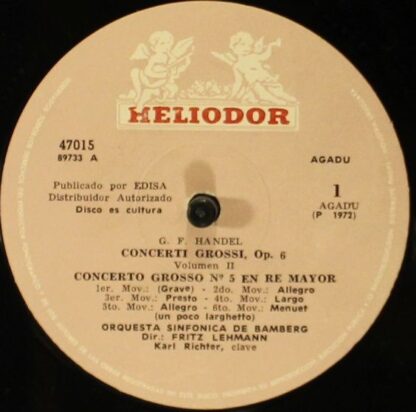 HELIODOR
47015
89733 A
AGADU
Publicado por EDISA
Distribuidor Autorizado
Disco es cultura
1
AGADU
(P 1972)
G. F. HANDEL
CONCERTI GROSSI, Op. 6
Volumen II
CONCERTO GROSSO Nº 5 EN RE MAYOR
1er. Mov.: (Grave) - 2do. Mov.: Allegro
3er. Mov.: Presto - 4to. Mov.: Largo
5to. Mov.: Allegro - 6to. Mov.: Menuet
(un poco larghetto)
ORQUESTA SINFONICA DE BAMBERG
Dir.: FRITZ LEHMANN
Karl Richter, clave